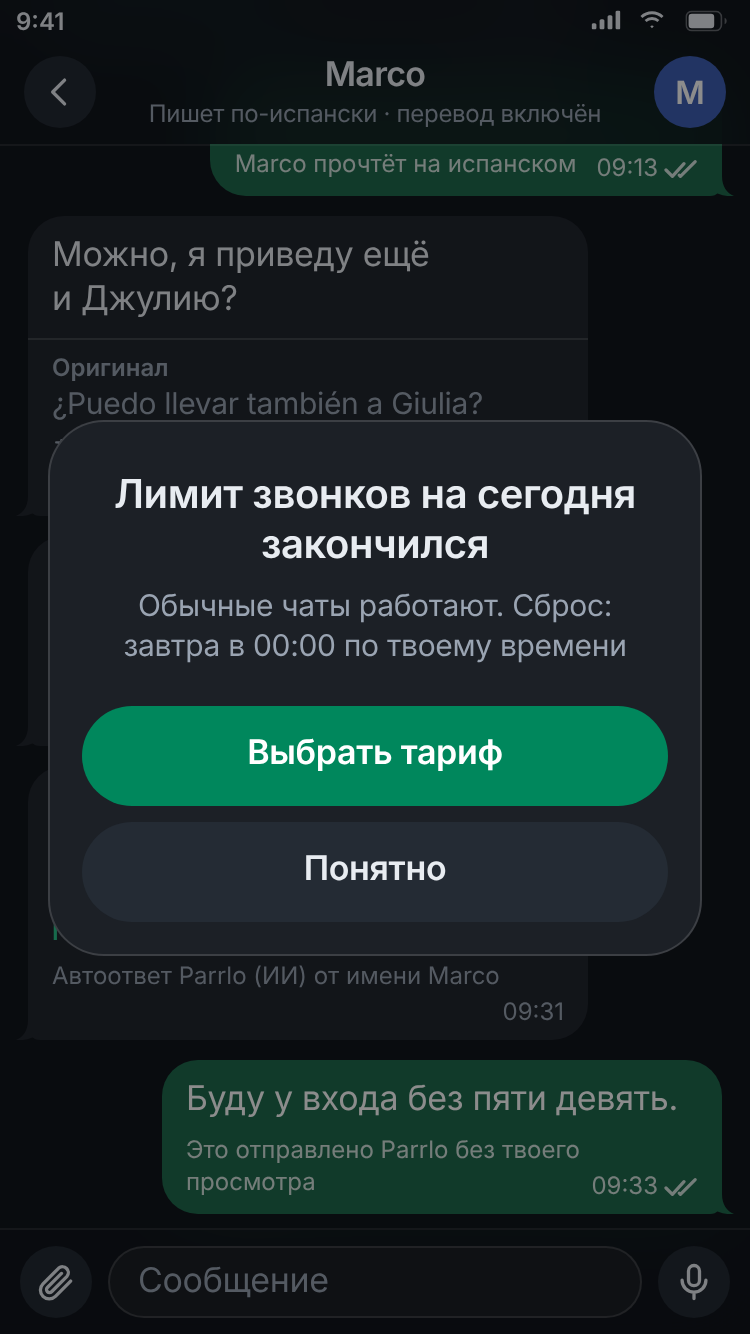 9:41
Marco
Пишет по-испански · перевод включён
M
Marco прочтёт на испанском 09:13
Можно, я приведу ещё
и Джулию?
Оригинал
¿Puedo llevar también a Giulia?
Лимит звонков на сегодня
закончился
Обычные чаты работают. Сброс:
завтра в 00:00 по твоему времени
Выбрать тариф
Понятно
Автоответ Parrlo (ИИ) от имени Marco
09:31
Буду у входа без пяти девять.
Это отправлено Parrlo без твоего
просмотра 09:33
Сообщение